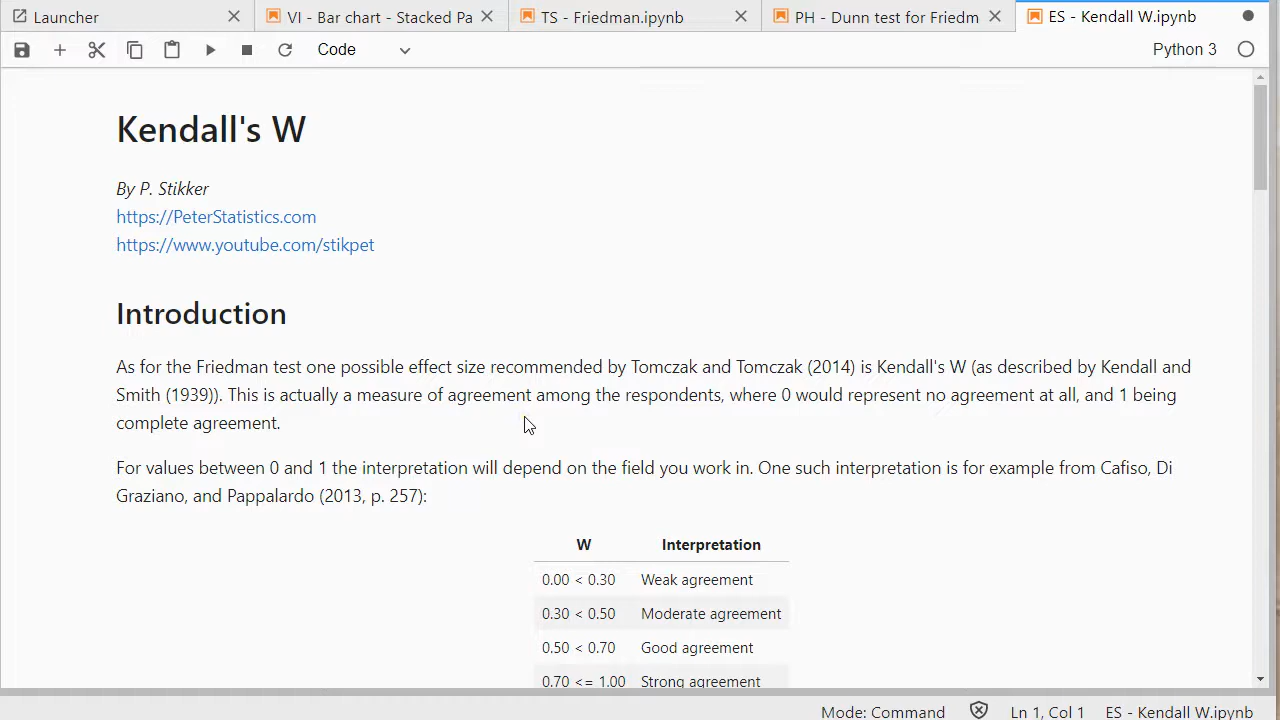 Launcher
VI - Bar chart - Stacked Pa
TS - Friedman.ipynb
PH - Dunn test for Friedm
ES - Kendall W.ipynb
Code
Python 3
Kendall's W
By P. Stikker
https://PeterStatistics.com
https://www.youtube.com/stikpet
Introduction
As for the Friedman test one possible effect size recommended by Tomczak and Tomczak (2014) is Kendall's W (as described by Kendall and
Smith (1939)). This is actually a measure of agreement among the respondents, where 0 would represent no agreement at all, and 1 being
complete agreement.
For values between 0 and 1 the interpretation will depend on the field you work in. One such interpretation is for example from Cafiso, Di
Graziano, and Pappalardo (2013, p. 257):
W Interpretation
0.00 < 0.30 Weak agreement
0.30 < 0.50 Moderate agreement
0.50 < 0.70 Good agreement
0.70 <= 1.00 Strong agreement
Mode: Command Ln 1, Col 1 ES - Kendall W.ipynb